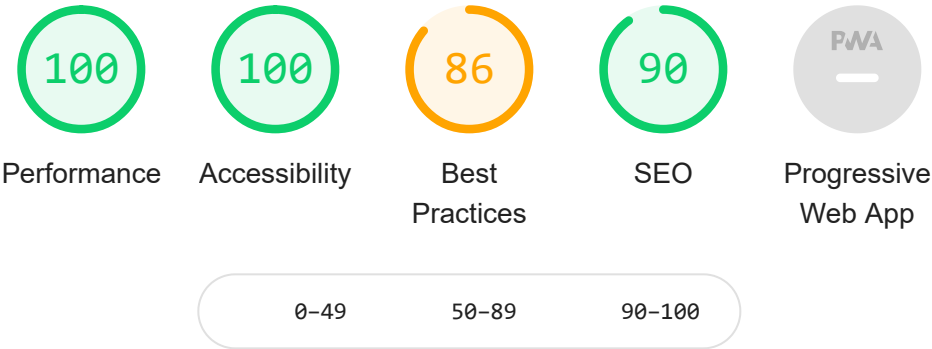 100
100
86
90
PWA
Performance
Accessibility
Best
Practices
SEO
Progressive
Web App
0–49
50–89
90–100